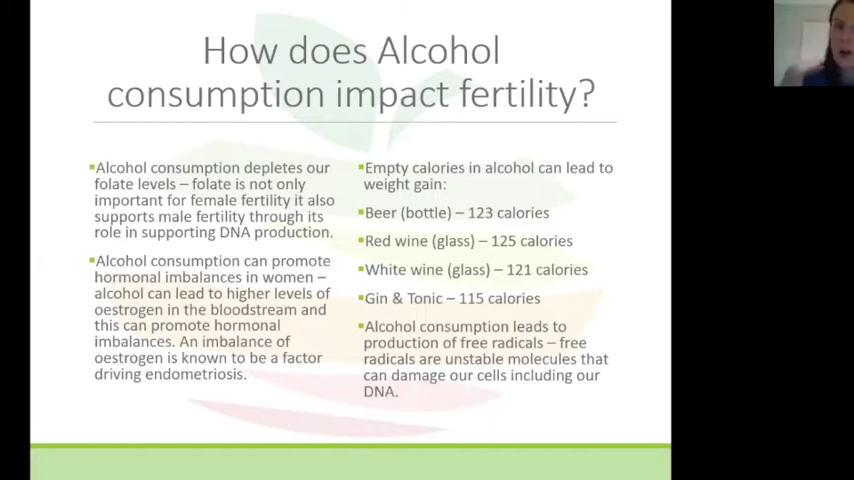 How does Alcohol
consumption impact fertility?
▪Alcohol consumption depletes our
folate levels – folate is not only
important for female fertility it also
supports male fertility through its
role in supporting DNA production.
▪Alcohol consumption can promote
hormonal imbalances in women –
alcohol can lead to higher levels of
oestrogen in the bloodstream and
this can promote hormonal
imbalances. An imbalance of
oestrogen is known to be a factor
driving endometriosis.
▪Empty calories in alcohol can lead to
weight gain:
▪Beer (bottle) – 123 calories
▪Red wine (glass) – 125 calories
▪White wine (glass) – 121 calories
▪Gin & Tonic – 115 calories
▪Alcohol consumption leads to
production of free radicals – free
radicals are unstable molecules that
can damage our cells including our
DNA.